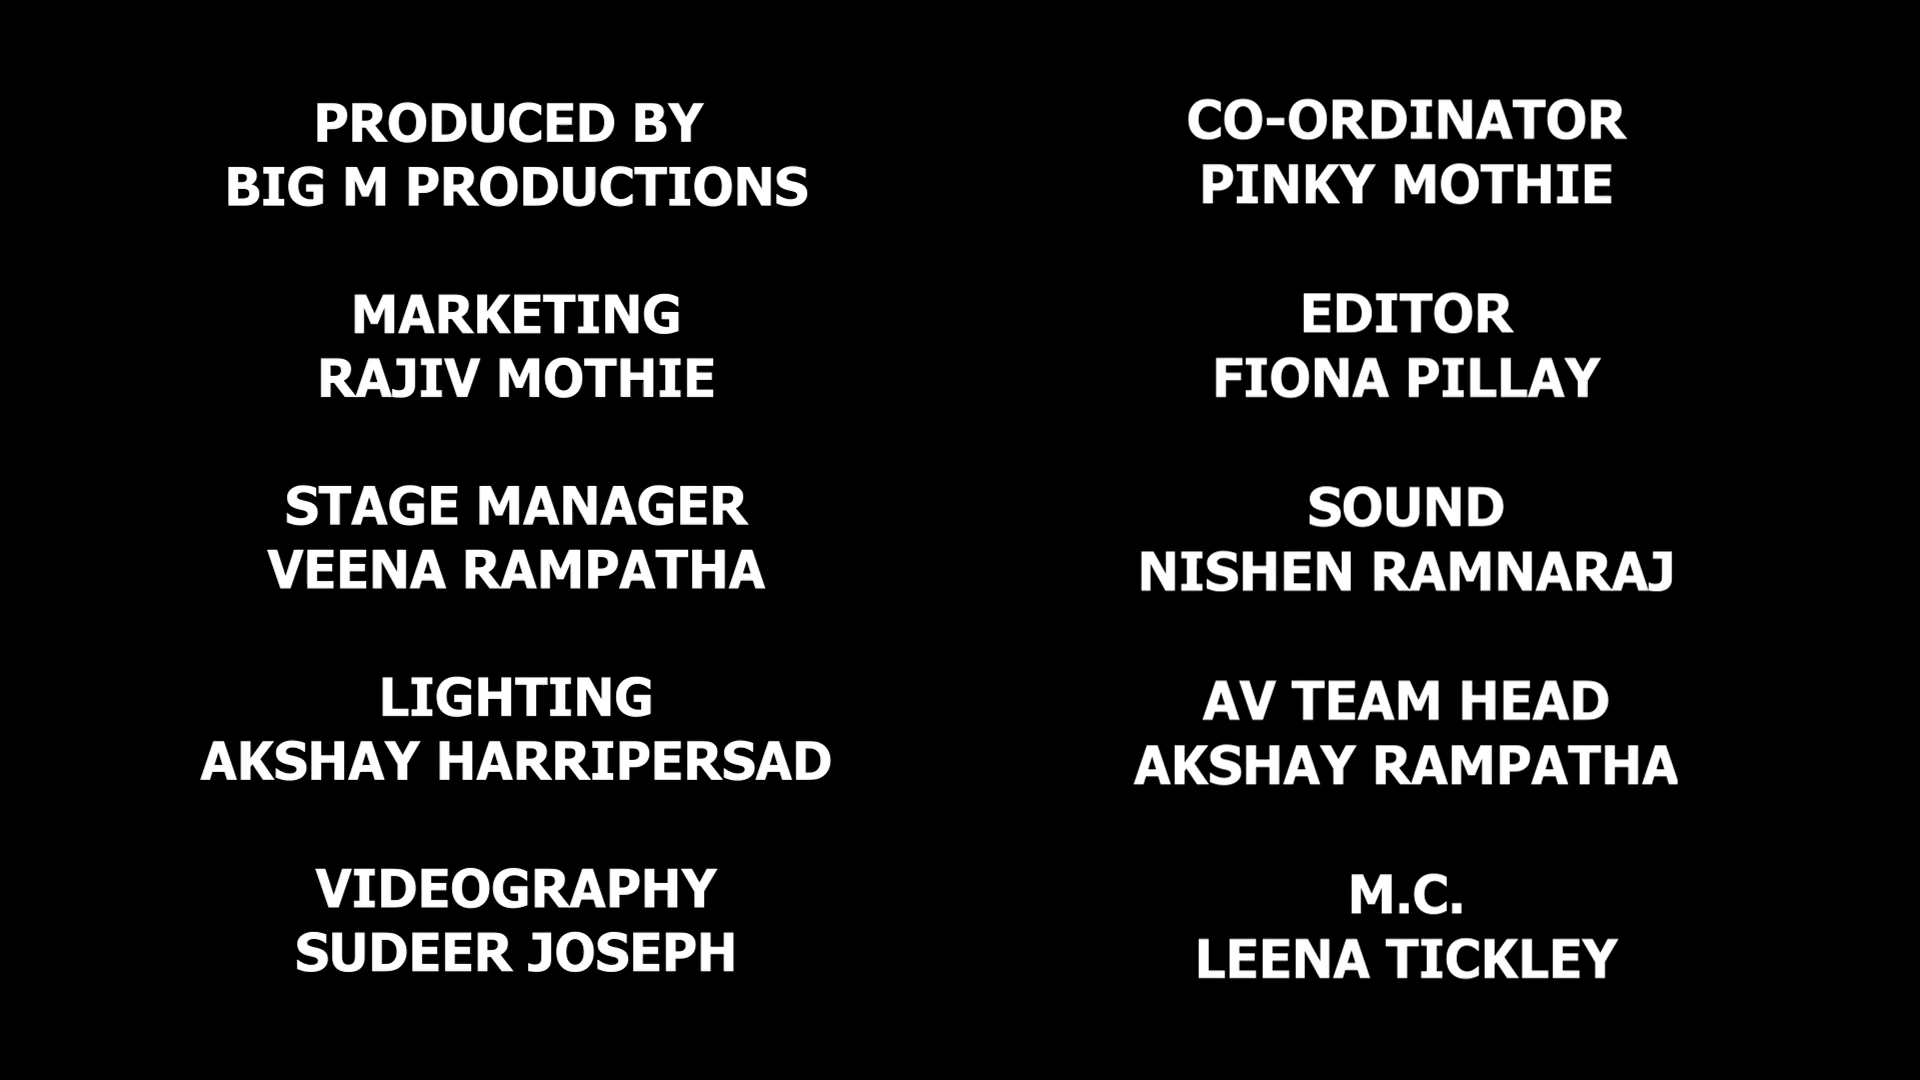 PRODUCED BY
BIG M PRODUCTIONS
MARKETING
RAJIV MOTHIE
STAGE MANAGER
VEENA RAMPATHA
LIGHTING
AKSHAY HARRIPERSAD
VIDEOGRAPHY
SUDEER JOSEPH
CO-ORDINATOR
PINKY MOTHIE
EDITOR
FIONA PILLAY
SOUND
NISHEN RAMNARAJ
AV TEAM HEAD
AKSHAY RAMPATHA
M.C.
LEENA TICKLEY